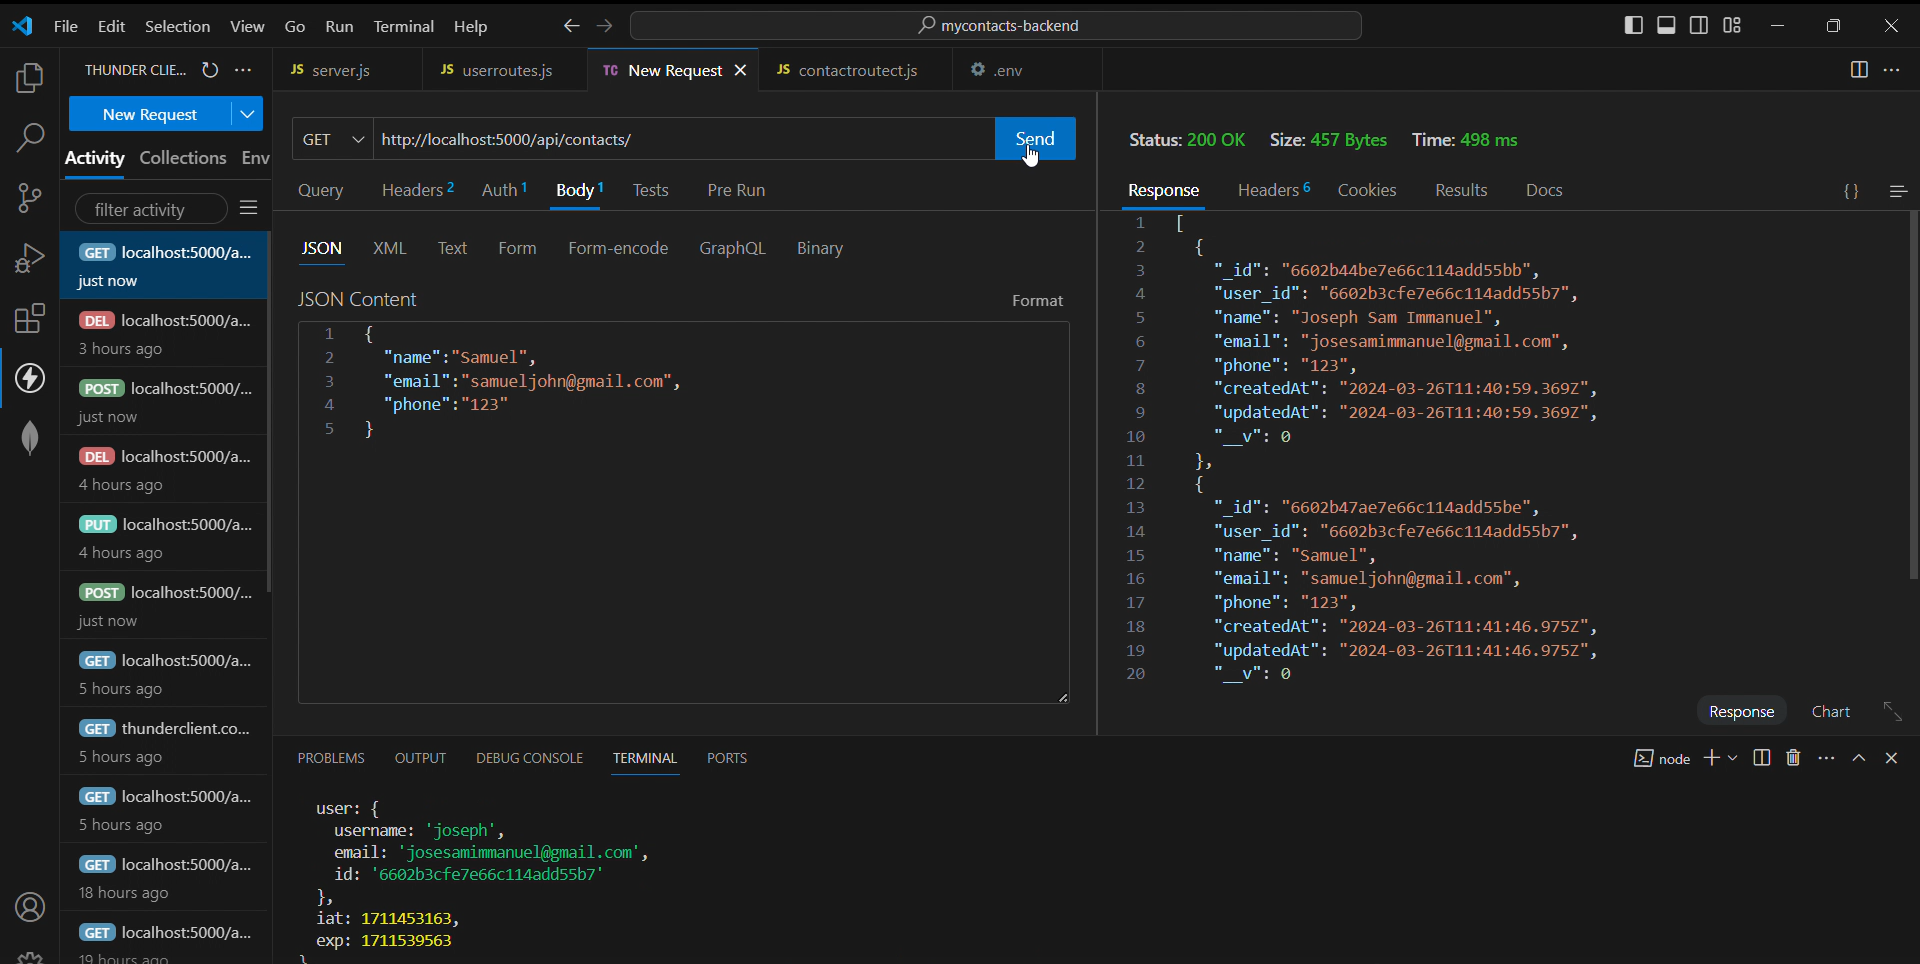 File Edit Selection View Go Run Terminal Help
mycontacts-backend
THUNDER CLIE...
JS server.js
JS userroutes.js
TC New Request
JS contactroutect.js
.env
New Request
Activity Collections Env
filter activity
GET localhost:5000/a...
just now
DEL localhost:5000/a...
3 hours ago
POST localhost:5000/...
just now
DEL localhost:5000/a...
4 hours ago
PUT localhost:5000/a...
4 hours ago
POST localhost:5000/...
just now
GET localhost:5000/a...
5 hours ago
GET thunderclient.co...
5 hours ago
GET localhost:5000/a...
5 hours ago
GET localhost:5000/a...
18 hours ago
GET localhost:5000/a...
19 hours ago
GET http://localhost:5000/api/contacts/ Send
Query Headers 2 Auth 1 Body 1 Tests Pre Run
JSON XML Text Form Form-encode GraphQL Binary
JSON Content Format
1 {
2 "name":"Samuel",
3 "email":"samueljohn@gmail.com",
4 "phone":"123"
5 }
Status: 200 OK Size: 457 Bytes Time: 498 ms
Response Headers 6 Cookies Results Docs {}
1 [
2 {
3 "_id": "6602b44be7e66c114add55bb",
4 "user_id": "6602b3cfe7e66c114add55b7",
5 "name": "Joseph Sam Immanuel",
6 "email": "josesamimmanuel@gmail.com",
7 "phone": "123",
8 "createdAt": "2024-03-26T11:40:59.369Z",
9 "updatedAt": "2024-03-26T11:40:59.369Z",
10 "__v": 0
11 },
12 {
13 "_id": "6602b47ae7e66c114add55be",
14 "user_id": "6602b3cfe7e66c114add55b7",
15 "name": "Samuel",
16 "email": "samueljohn@gmail.com",
17 "phone": "123",
18 "createdAt": "2024-03-26T11:41:46.975Z",
19 "updatedAt": "2024-03-26T11:41:46.975Z",
20 "__v": 0
Response Chart
PROBLEMS OUTPUT DEBUG CONSOLE TERMINAL PORTS
node
user: {
username: 'joseph',
email: 'josesamimmanuel@gmail.com',
id: '6602b3cfe7e66c114add55b7'
},
iat: 1711453163,
exp: 1711539563
}